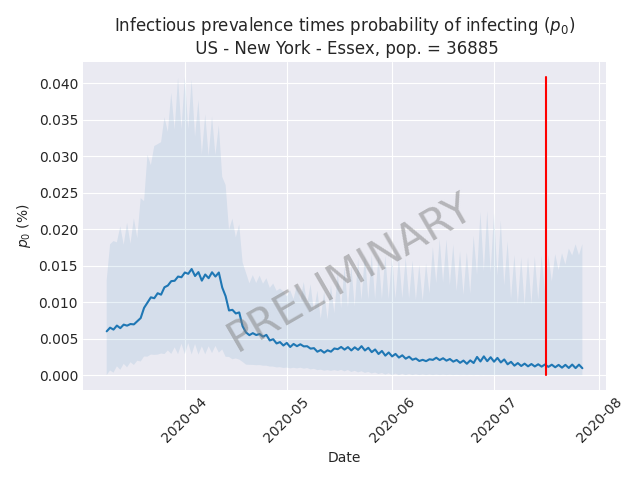 Infectious prevalence times probability of infecting (p₀)
US - New York - Essex, pop. = 36885
0.040
0.035
0.030
0.025
0.020
0.015
0.010
0.005
0.000
p₀ (%)
PRELIMINARY
2020-04
2020-05
2020-06
2020-07
2020-08
Date